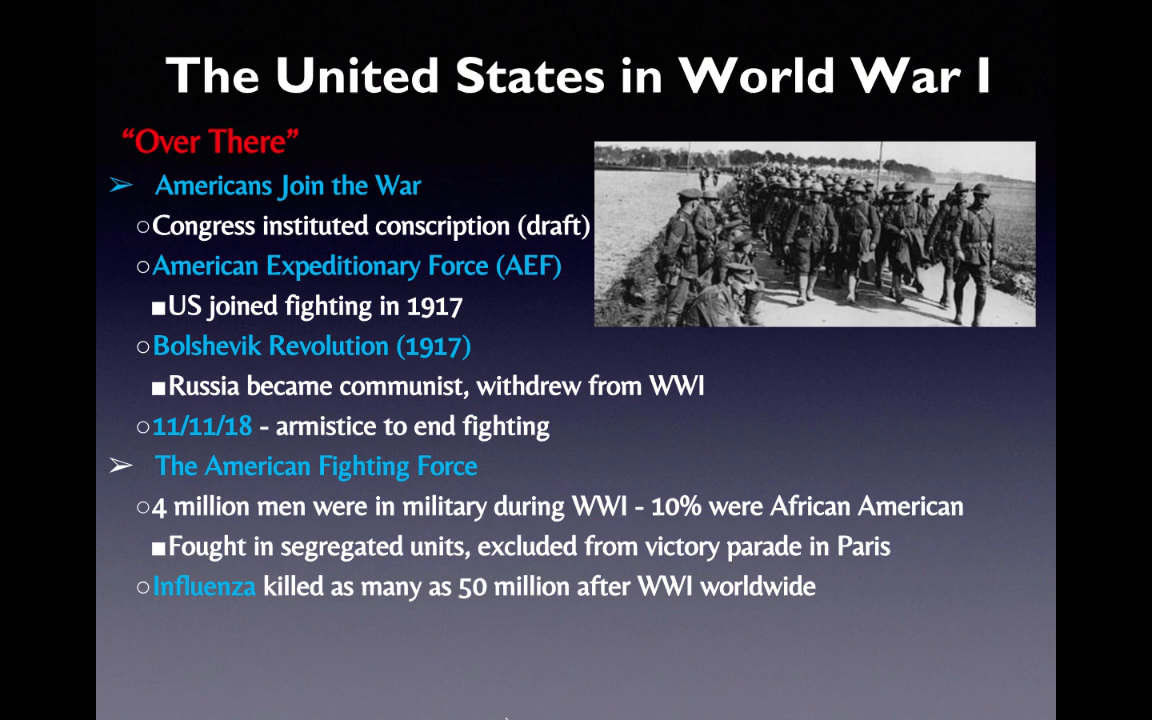 The United States in World War I
“Over There”
➢ Americans Join the War
○Congress instituted conscription (draft)
○American Expeditionary Force (AEF)
■US joined fighting in 1917
○Bolshevik Revolution (1917)
■Russia became communist, withdrew from WWI
○11/11/18 - armistice to end fighting
➢ The American Fighting Force
○4 million men were in military during WWI - 10% were African American
■Fought in segregated units, excluded from victory parade in Paris
○Influenza killed as many as 50 million after WWI worldwide